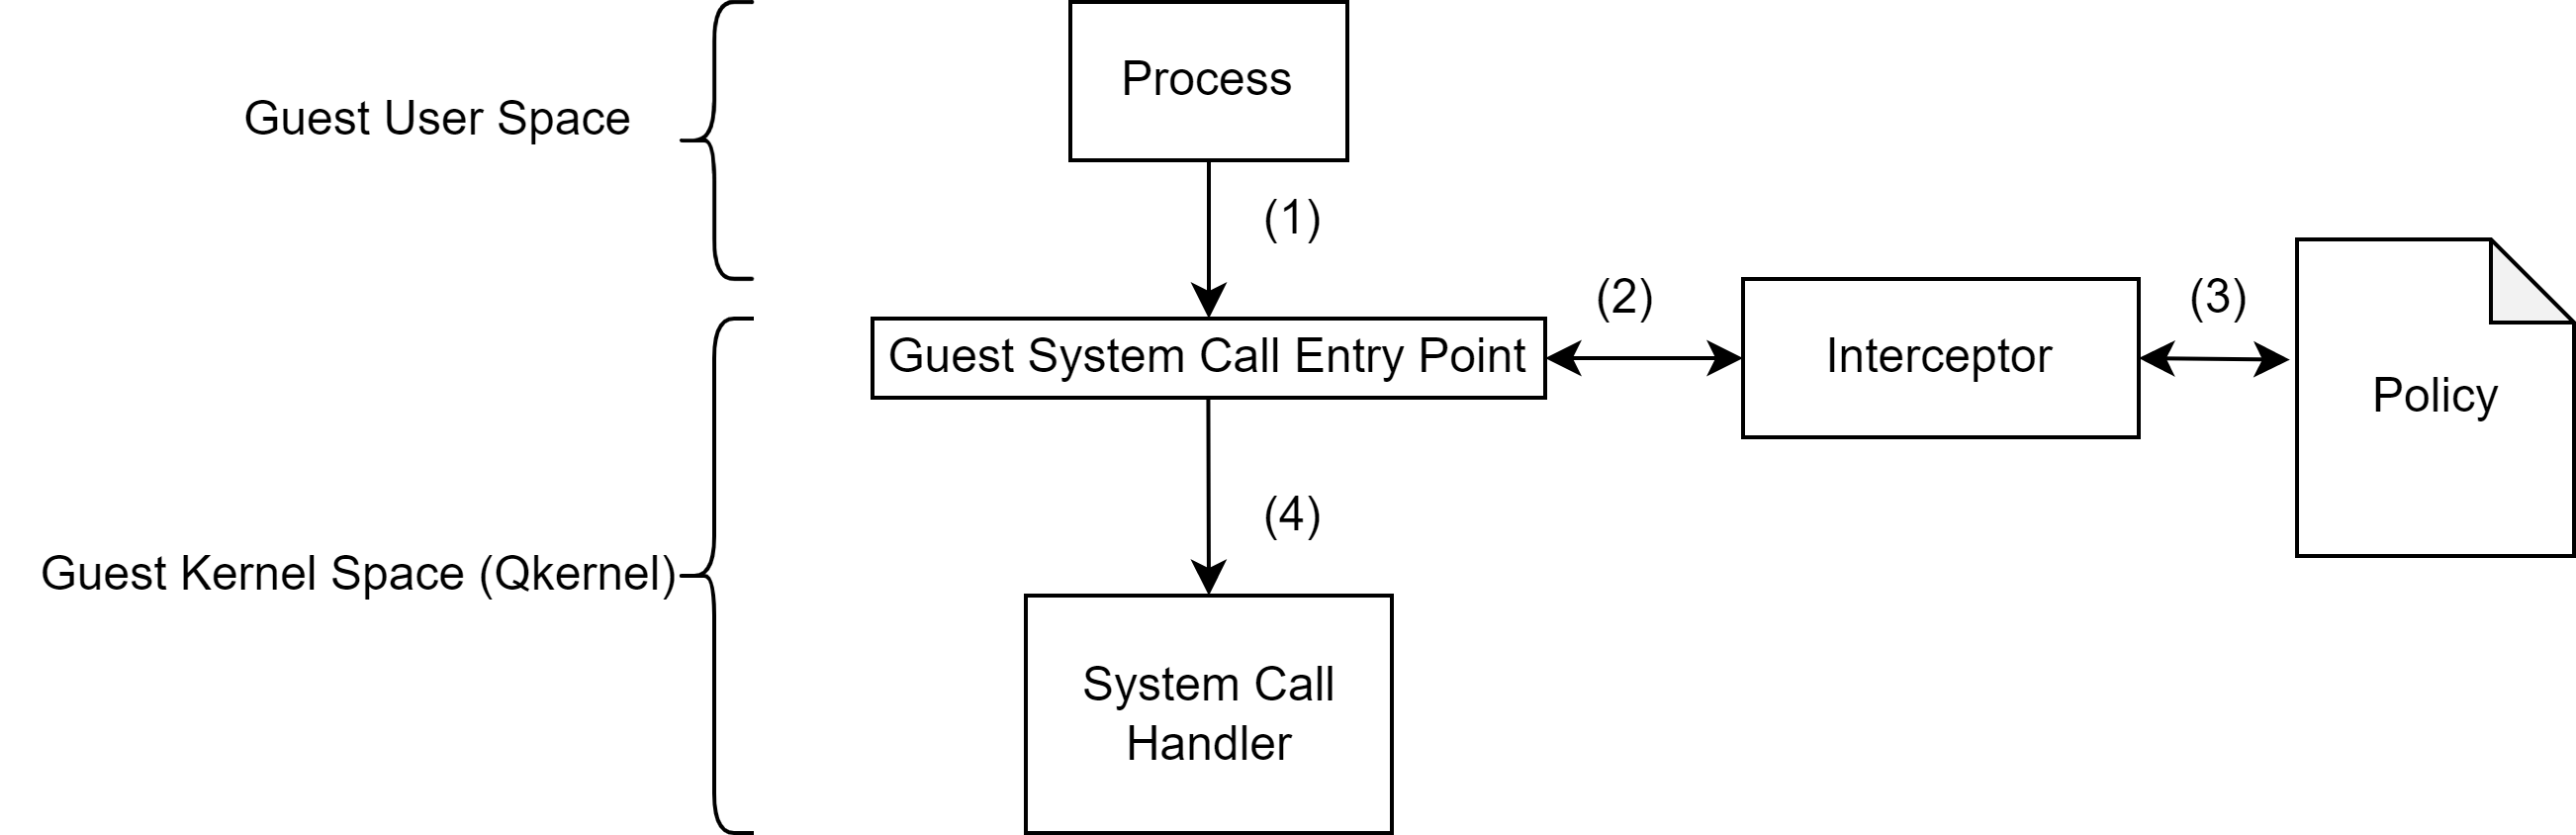 Process
Guest User Space
(1)
(2)
(3)
Guest System Call Entry Point
Interceptor
Policy
(4)
Guest Kernel Space (Qkernel)
System Call
Handler